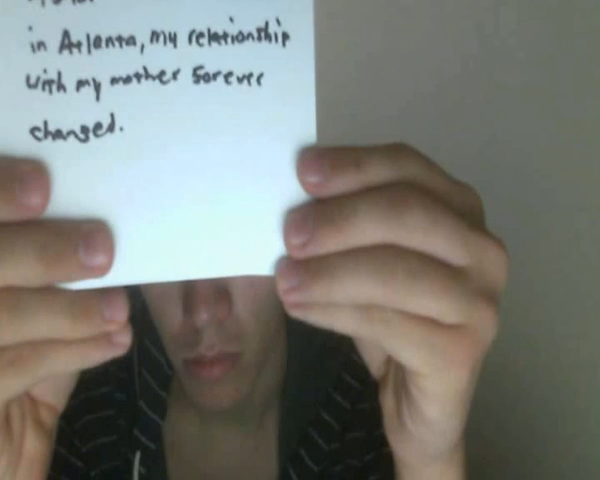 in Atlanta, my relationship
with my mother forever
changed.